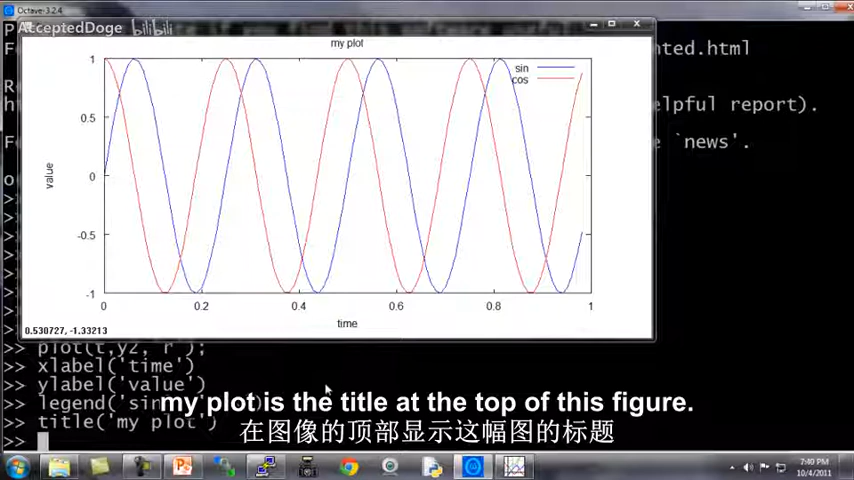 Octave-3.2.4
AcceptedDoge bilibili
my plot
sin
cos
1
0.5
0
-0.5
-1
value
0
0.2
0.4
0.6
0.8
1
time
0.530727, -1.33213
nted.html
elpful report).
`news'.
>> plot(t,y2,'r');
>> xlabel('time')
>> ylabel('value')
>> legend('sin
>> title('my plot')
>>
my plot is the title at the top of this figure.
在图像的顶部显示这幅图的标题
7:40 PM
10/4/2011